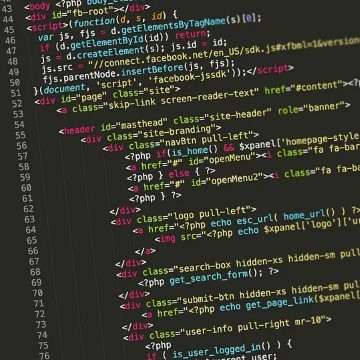 43 <body <?php body_
44 <div id="fb-root"></div>
45 <script>(function(d, s, id) {
46 var js, fjs = d.getElementsByTagName(s)[0];
47 if (d.getElementById(id)) return;
48 js = d.createElement(s); js.id = id;
49 js.src = "//connect.facebook.net/en_US/sdk.js#xfbml=1&version
50 fjs.parentNode.insertBefore(js, fjs);
51 }(document, 'script', 'facebook-jssdk'));</script>
52 <div id="page" class="site">
53 <a class="skip-link screen-reader-text" href="#content"><?p
54
55 <header id="masthead" class="site-header" role="banner">
56 <div class="site-branding">
57 <div class="navBtn pull-left">
58 <?php if(is_home() && $xpanel['homepage-style
59 <a href="#" id="openMenu"><i class="fa fa-bar
60 <?php } else { ?>
61 <a href="#" id="openMenu2"><i class="fa fa-ba
<?php } ?>
62 </div>
63 <div class="logo pull-left">
64 <a href="<?php echo esc_url( home_url() ) ?>
65 <img src="<?php echo $xpanel['logo']['ur
66 </a>
67 </div>
68 <div class="search-box hidden-xs hidden-sm pull
69 <?php get_search_form(); ?>
70 </div>
71 <div class="submit-btn hidden-xs hidden-sm pull
72 <a href="<?php echo get_page_link($xpanel[
73 </div>
74 <div class="user-info pull-right mr-10">
75 <?php
76 if ( is_user_logged_in() ) {